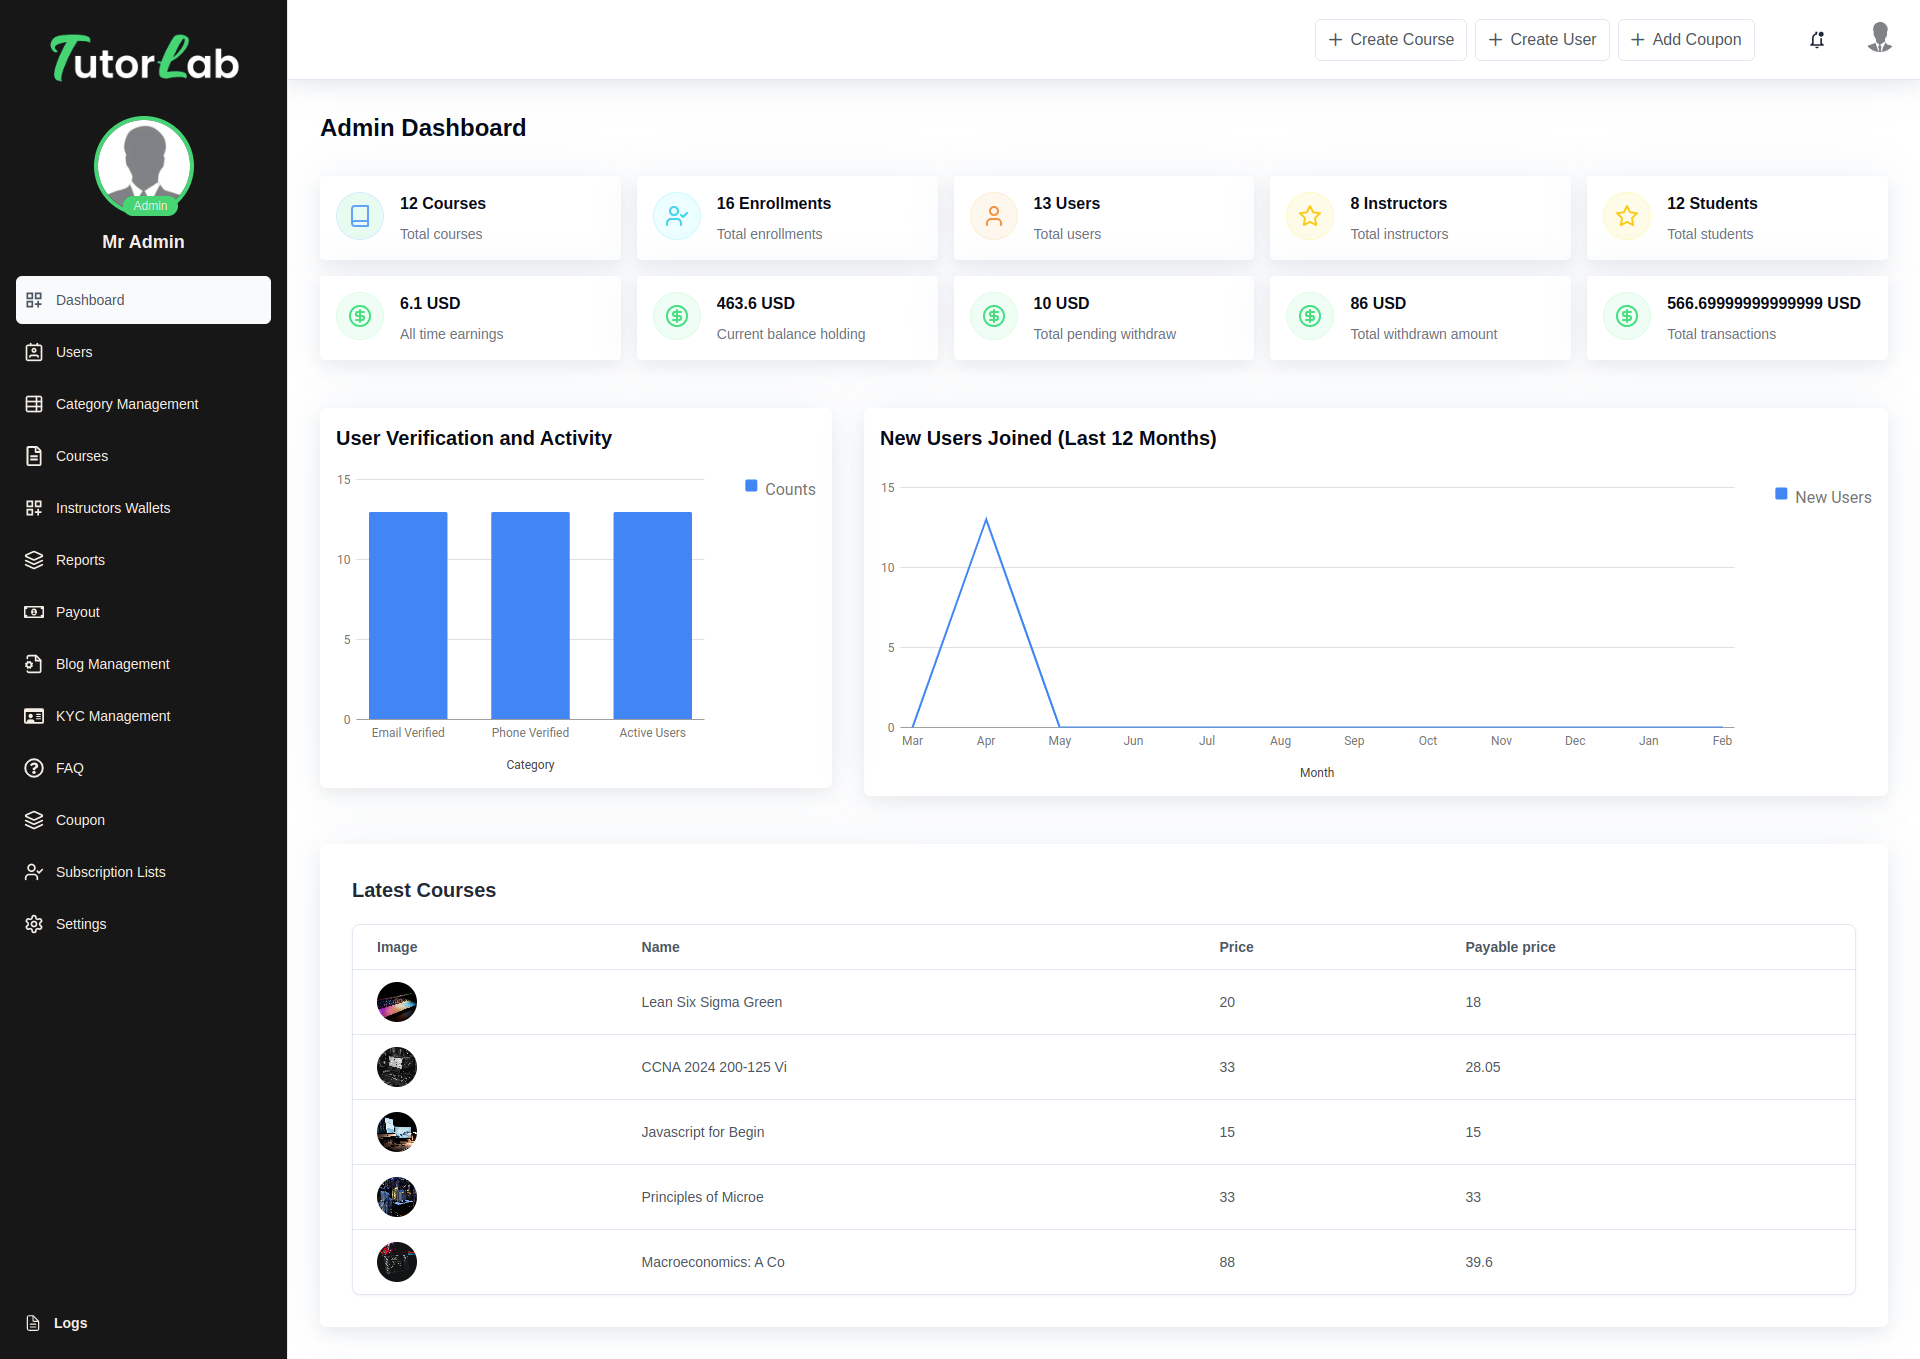 TutorLab
Admin
Mr Admin
Dashboard
Users
Category Management
Courses
Instructors Wallets
Reports
Payout
Blog Management
KYC Management
FAQ
Coupon
Subscription Lists
Settings
Logs
Create Course
Create User
Add Coupon
Admin Dashboard
12 Courses
Total courses
16 Enrollments
Total enrollments
13 Users
Total users
8 Instructors
Total instructors
12 Students
Total students
6.1 USD
All time earnings
463.6 USD
Current balance holding
10 USD
Total pending withdraw
86 USD
Total withdrawn amount
566.69999999999999 USD
Total transactions
User Verification and Activity
15
10
5
0
Email Verified
Phone Verified
Active Users
Category
Counts
New Users Joined (Last 12 Months)
15
10
5
0
Mar
Apr
May
Jun
Jul
Aug
Sep
Oct
Nov
Dec
Jan
Feb
Month
New Users
Latest Courses
Image Name Price Payable price
Lean Six Sigma Green 20 18
CCNA 2024 200-125 Vi 33 28.05
Javascript for Begin 15 15
Principles of Microe 33 33
Macroeconomics: A Co 88 39.6